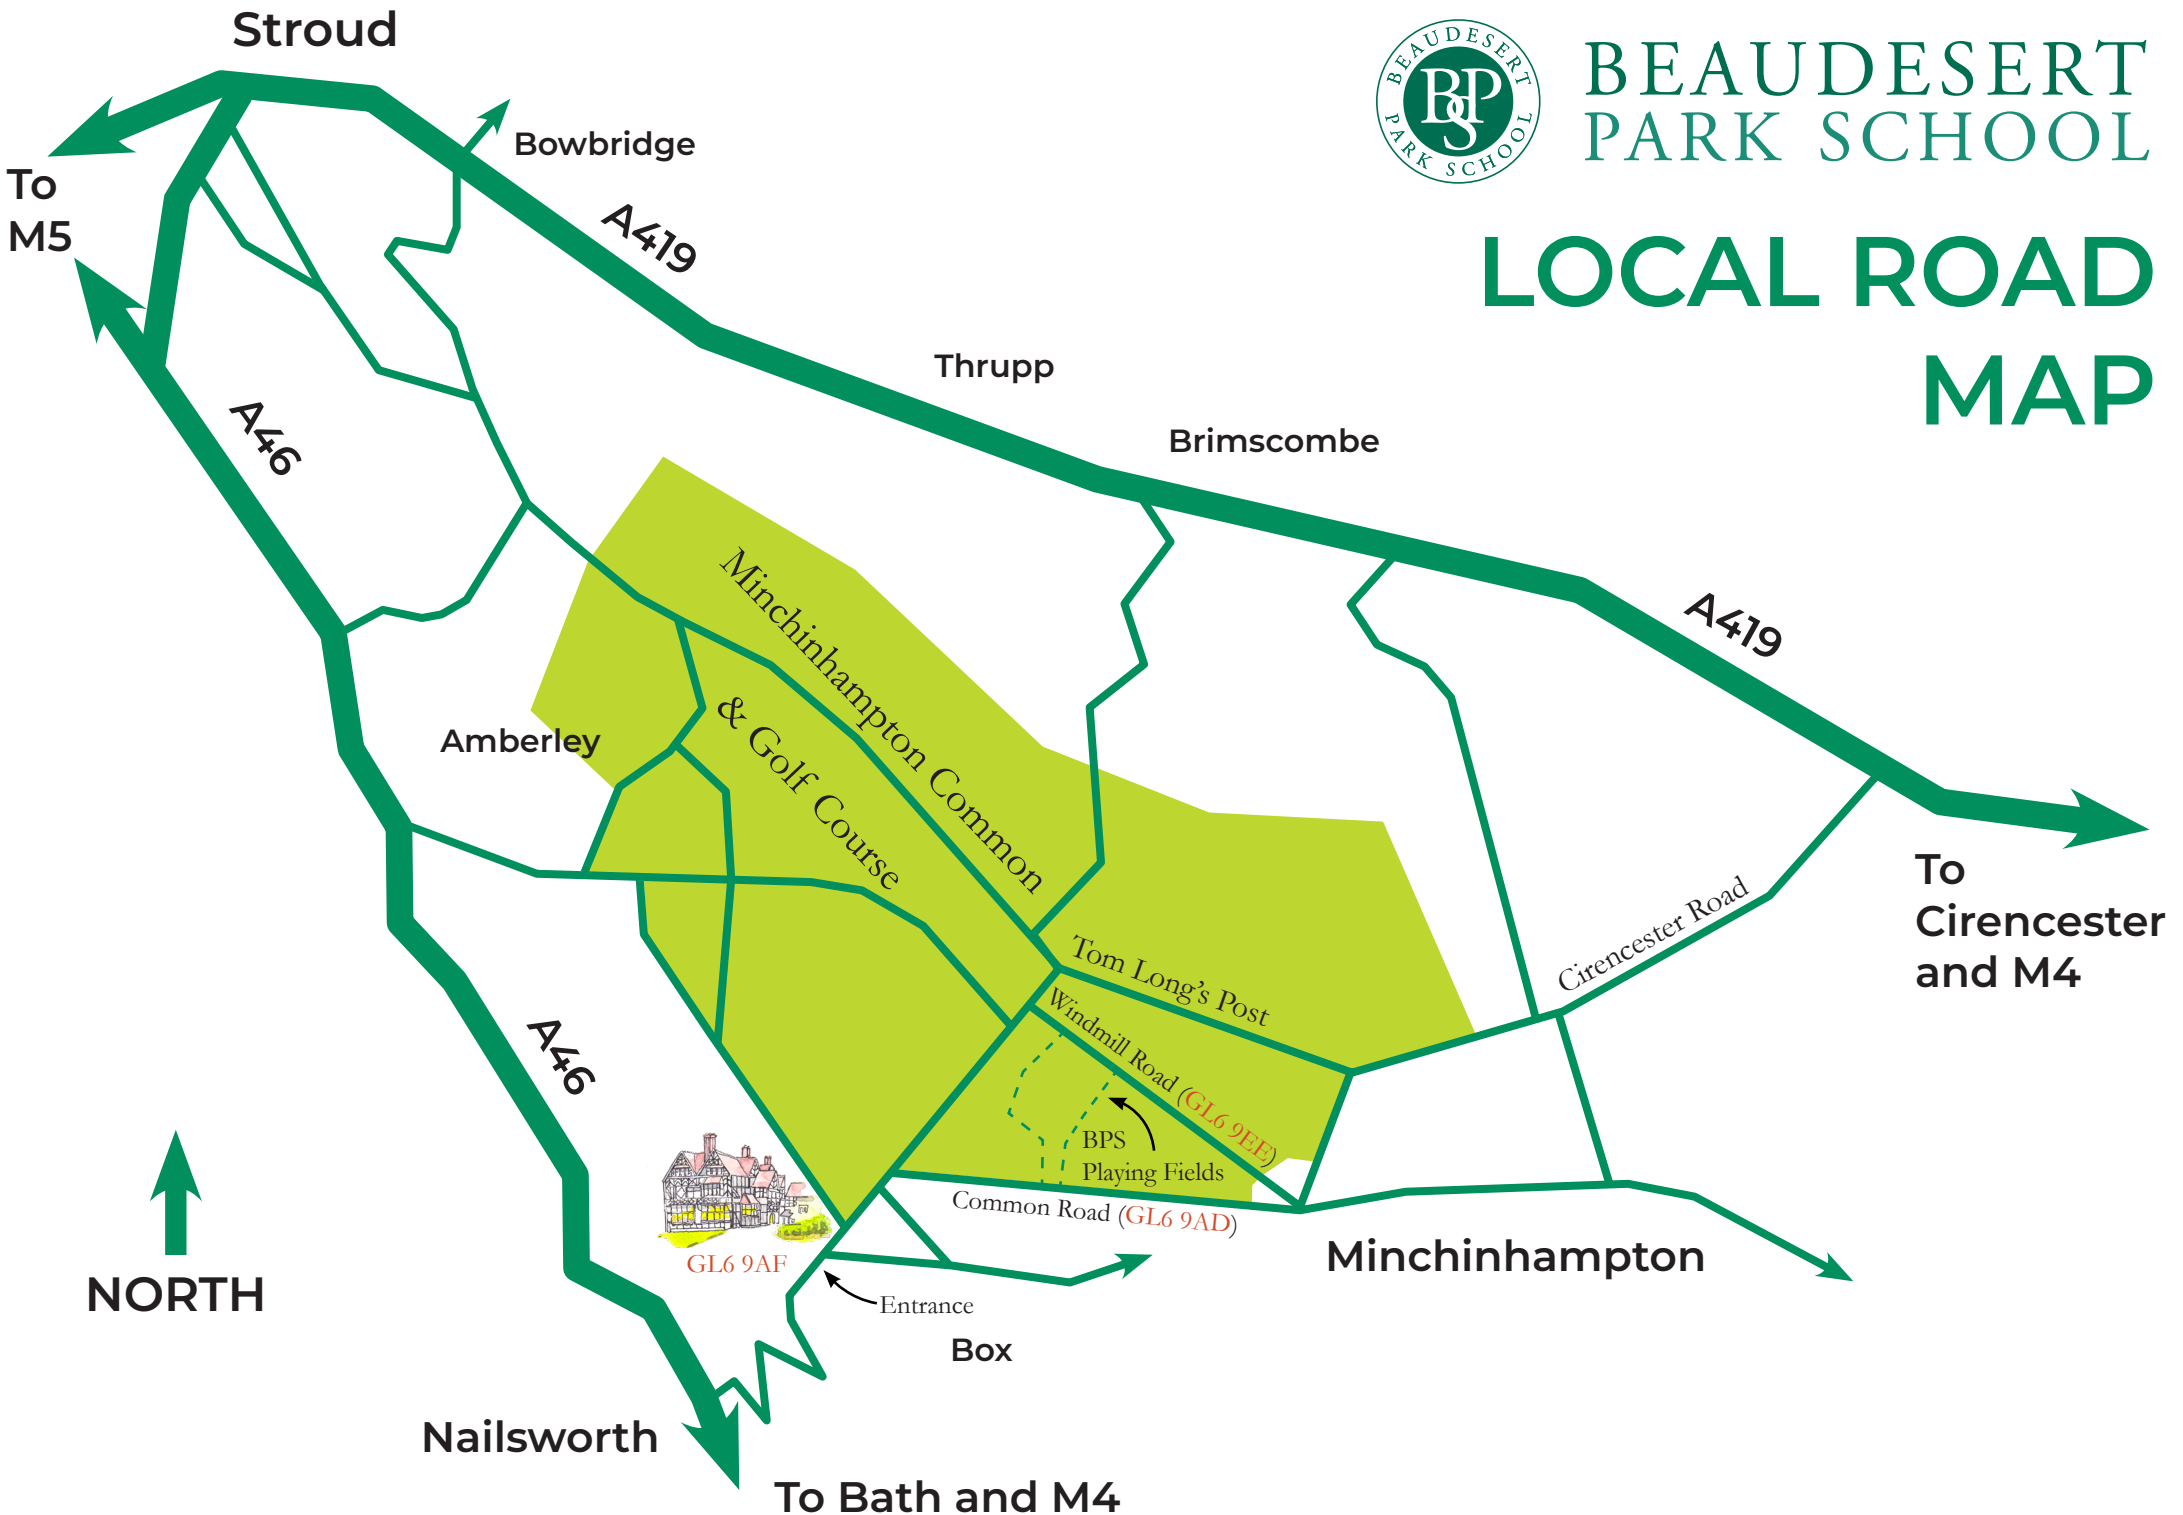 Stroud
BEAUDESERT
PARK SCHOOL
BPS
BEAUDESERT
PARK SCHOOL
LOCAL ROAD
MAP
Bowbridge
To
M5
A419
Thrupp
Brimscombe
A46
A419
Minchinhampton Common
& Golf Course
Amberley
To
Cirencester
and M4
Cirencester Road
Tom Long's Post
Windmill Road (GL6 9EE)
A46
BPS
Playing Fields
Common Road (GL6 9AD)
GL6 9AF
Minchinhampton
NORTH
Entrance
Box
Nailsworth
To Bath and M4